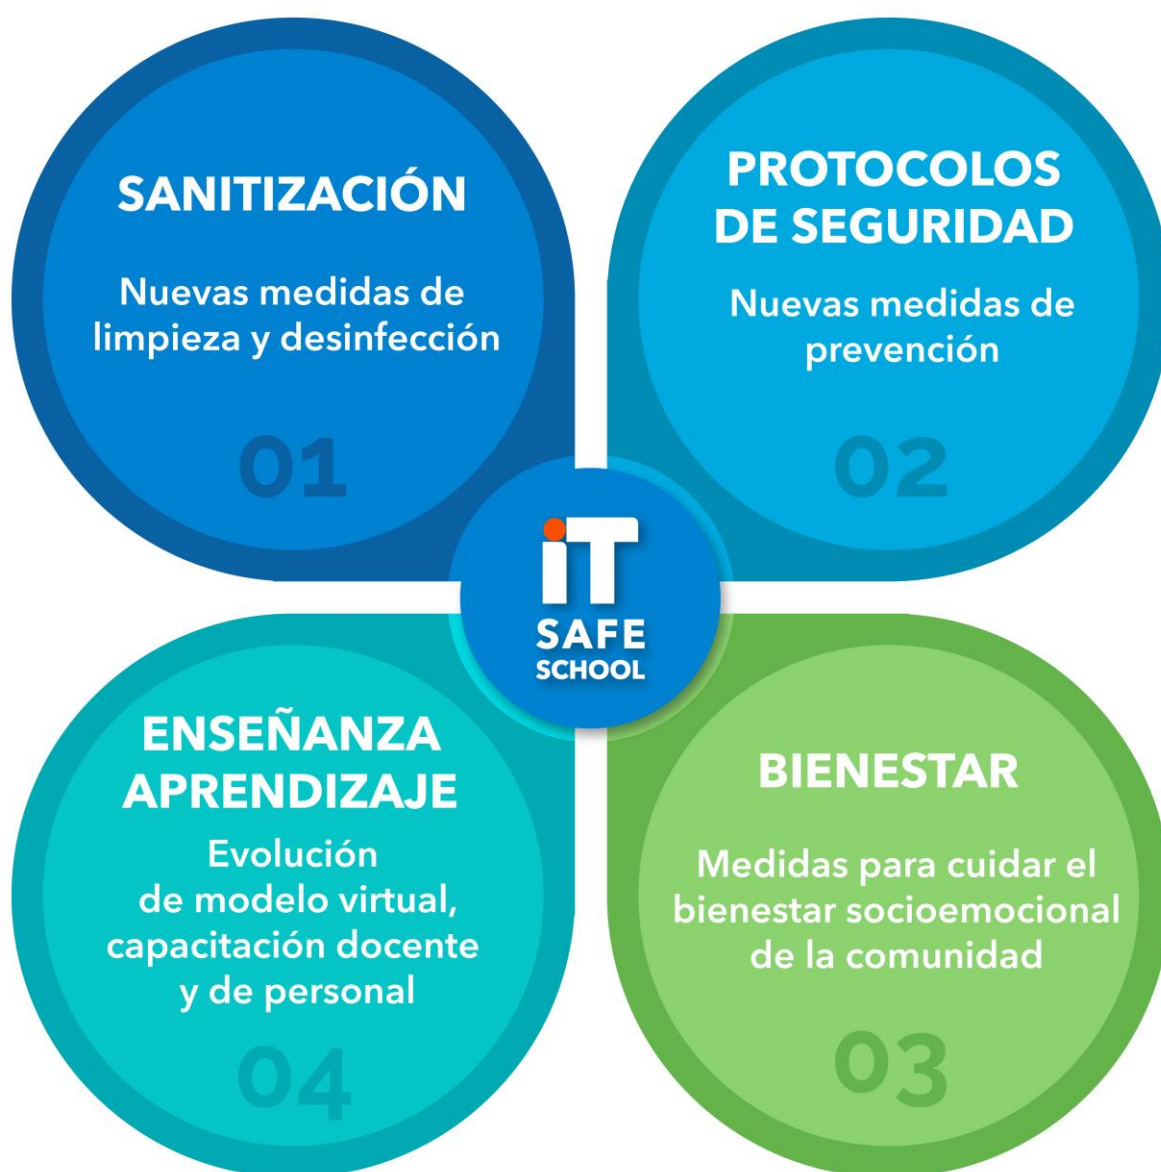 SANITIZACIÓN
Nuevas medidas de
limpieza y desinfección
01
PROTOCOLOS
DE SEGURIDAD
Nuevas medidas de
prevención
02
iT
SAFE
SCHOOL
BIENESTAR
Medidas para cuidar el
bienestar socioemocional
de la comunidad
03
ENSEÑANZA
APRENDIZAJE
Evolución
de modelo virtual,
capacitación docente
y de personal
04